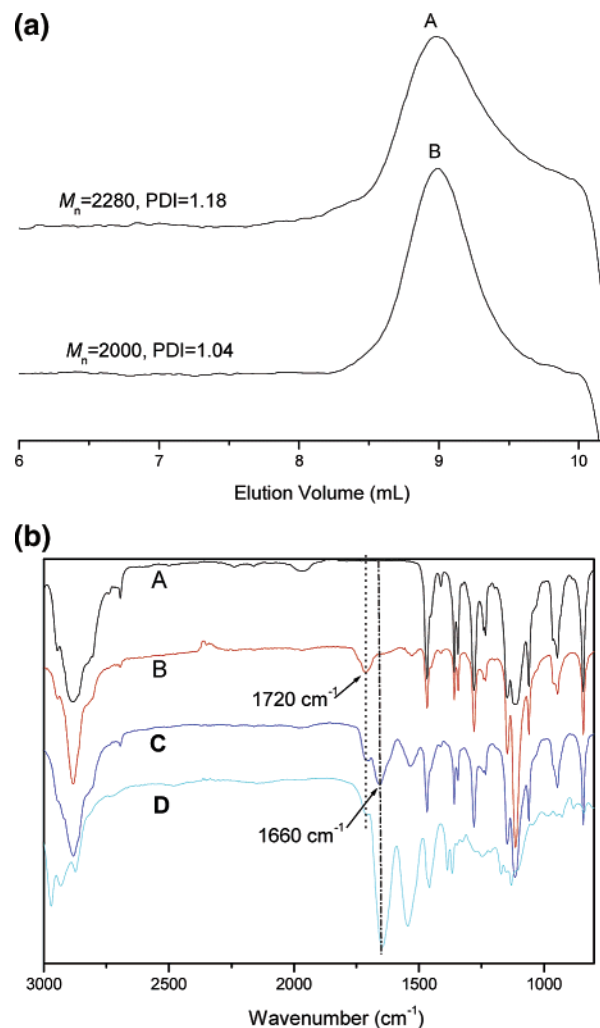 (a)
A
B
Mn=2280, PDI=1.18
Mn=2000, PDI=1.04
6 7 8 9 10
Elution Volume (mL)
(b)
A
B
1720 cm-1
C
D
1660 cm-1
3000 2500 2000 1500 1000
Wavenumber (cm-1)